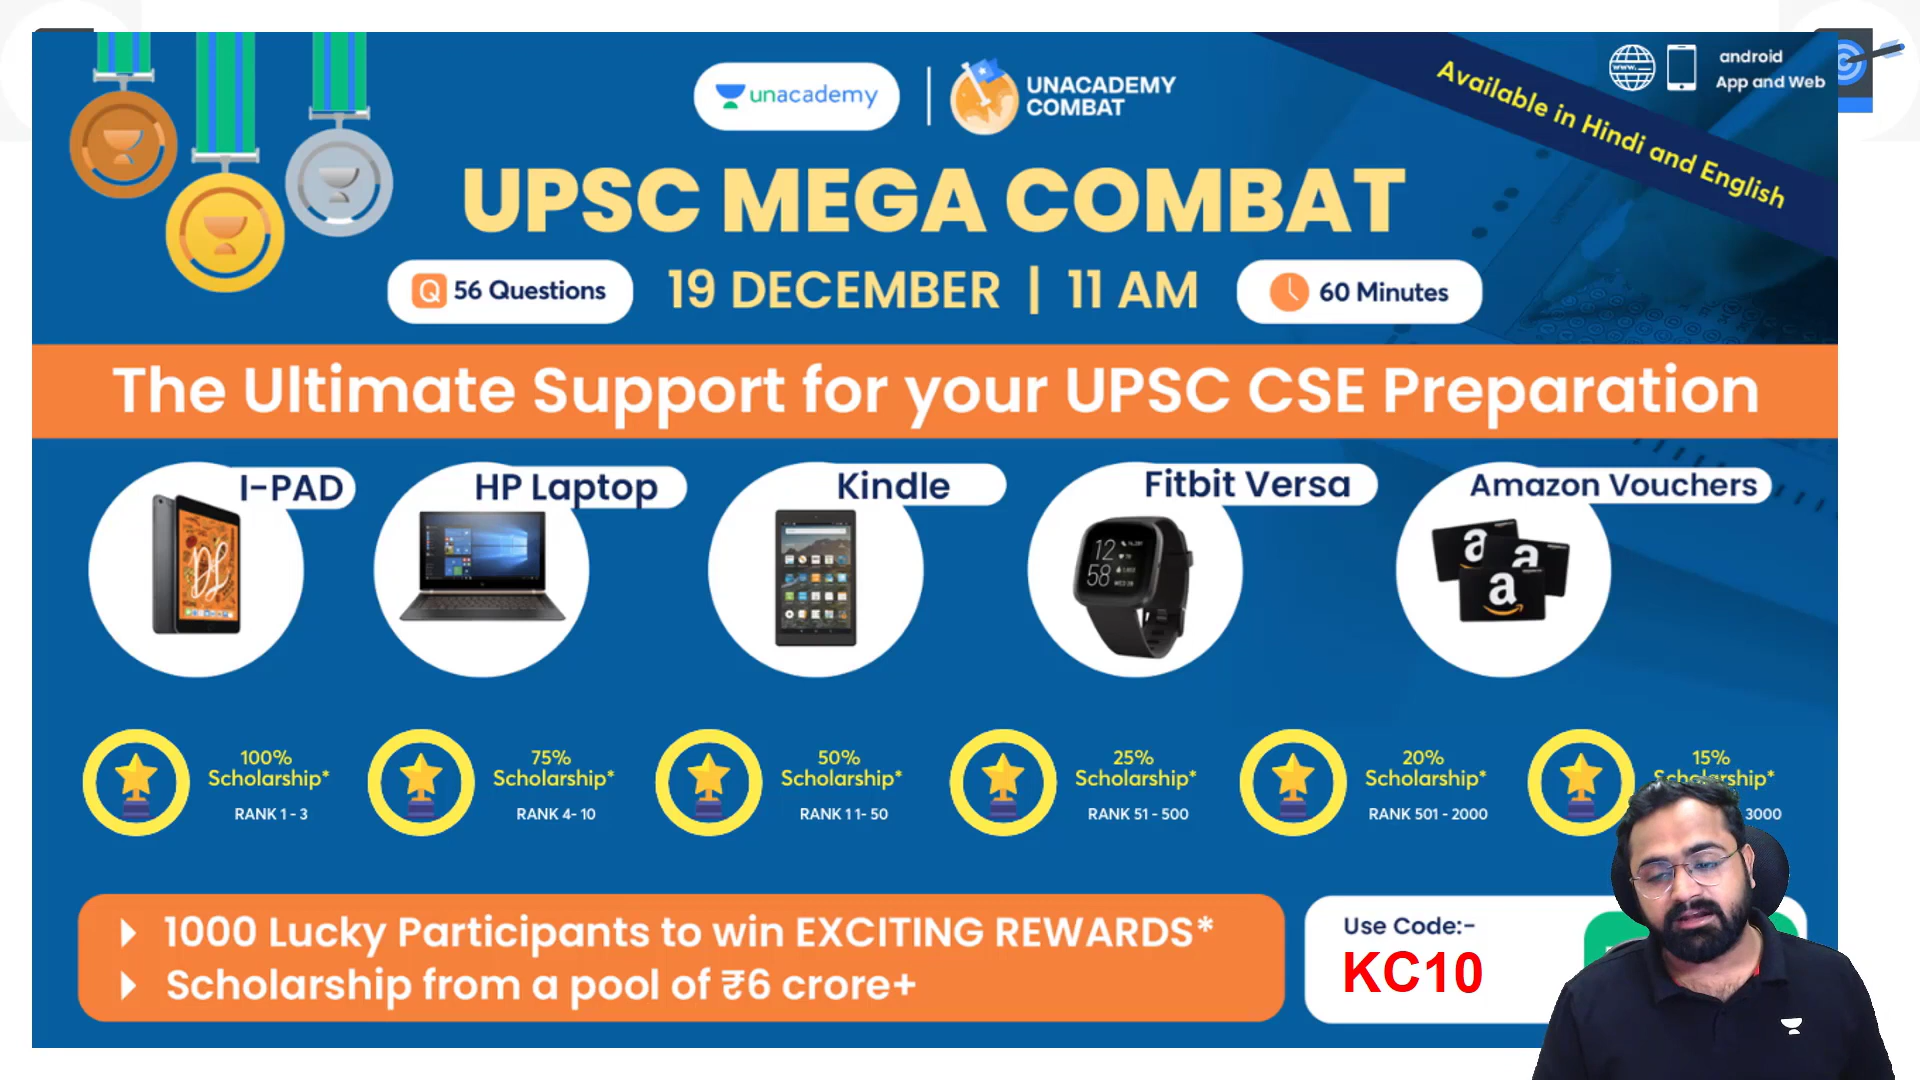 unacademy
UNACADEMY
COMBAT
www.
android
App and Web
Available in Hindi and English
UPSC MEGA COMBAT
56 Questions
19 DECEMBER | 11 AM
60 Minutes
The Ultimate Support for your UPSC CSE Preparation
I-PAD
HP Laptop
Kindle
Fitbit Versa
Amazon Vouchers
12
58
100%
Scholarship*
RANK 1 - 3
75%
Scholarship*
RANK 4- 10
50%
Scholarship*
RANK 11- 50
25%
Scholarship*
RANK 51 - 500
20%
Scholarship*
RANK 501 - 2000
15%
Scholarship*
3000
1000 Lucky Participants to win EXCITING REWARDS*
Scholarship from a pool of ₹6 crore+
Use Code:-
KC10